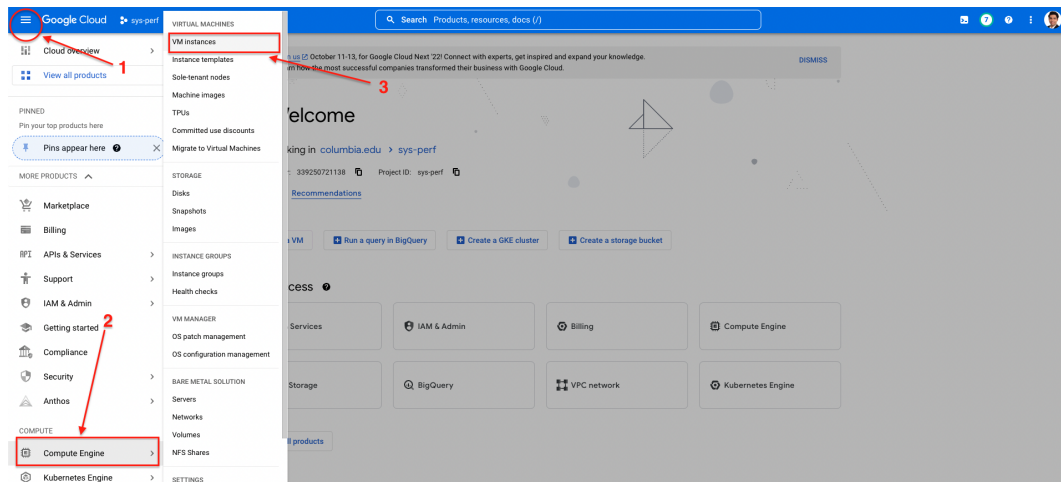 Google Cloud
sys-perf
Search Products, resources, docs (/)
7
1
2
3
Cloud overview
View all products
PINNED
Pin your top products here
Pins appear here
MORE PRODUCTS
Marketplace
Billing
API APIs & Services
Support
IAM & Admin
Getting started
Compliance
Security
Anthos
COMPUTE
Compute Engine
Kubernetes Engine
VIRTUAL MACHINES
VM instances
Instance templates
Sole-tenant nodes
Machine images
TPUs
Committed use discounts
Migrate to Virtual Machines
STORAGE
Disks
Snapshots
Images
INSTANCE GROUPS
Instance groups
Health checks
VM MANAGER
OS patch management
OS configuration management
BARE METAL SOLUTION
Servers
Networks
Volumes
NFS Shares
SETTINGS
us October 11-13, for Google Cloud Next '22! Connect with experts, get inspired and expand your knowledge.
how the most successful companies transformed their business with Google Cloud.
DISMISS
elcome
king in columbia.edu > sys-perf
339250721138 Project ID: sys-perf
Recommendations
VM
Run a query in BigQuery
Create a GKE cluster
Create a storage bucket
cess
Services
IAM & Admin
Billing
Compute Engine
Storage
BigQuery
VPC network
Kubernetes Engine
ll products